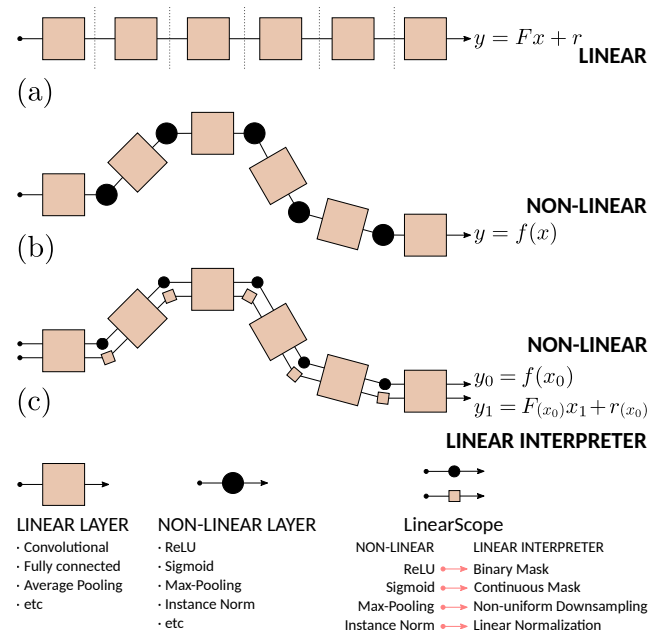 y = Fx + r
LINEAR
(a)
NON-LINEAR
y = f(x)
(b)
NON-LINEAR
y₀ = f(x₀)
y₁ = F(x₀)x₁ + r(x₀)
(c)
LINEAR INTERPRETER
LINEAR LAYER
· Convolutional
· Fully connected
· Average Pooling
· etc
NON-LINEAR LAYER
· ReLU
· Sigmoid
· Max-Pooling
· Instance Norm
· etc
LinearScope
NON-LINEAR LINEAR INTERPRETER
ReLU Binary Mask
Sigmoid Continuous Mask
Max-Pooling Non-uniform Downsampling
Instance Norm Linear Normalization